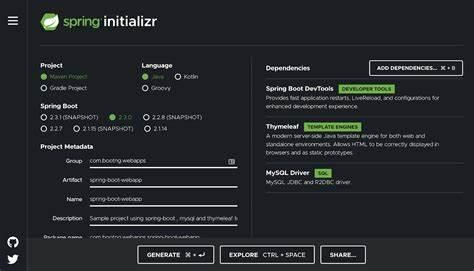 spring initializr
Project
Maven Project
Gradle Project
Language
Java Kotlin
Groovy
Spring Boot
2.3.1 (SNAPSHOT) 2.3.0 2.2.8 (SNAPSHOT)
2.2.7 2.1.15 (SNAPSHOT) 2.1.14
Project Metadata
Group com.bootng.webapps
Artifact spring-boot-webapp
Name spring-boot-webapp
Description Sample project using spring-boot , mysql and thymeleaf t
Package name com.bootng.webapps.spring-boot-webapp
Dependencies
ADD DEPENDENCIES... ⌘ + B
Spring Boot DevTools DEVELOPER TOOLS
Provides fast application restarts, LiveReload, and configurations for
enhanced development experience.
Thymeleaf TEMPLATE ENGINES
A modern server-side Java template engine for both web and
standalone environments. Allows HTML to be correctly displayed in
browsers and as static prototypes.
MySQL Driver SQL
MySQL JDBC and R2DBC driver.
GENERATE ⌘ + ↵
EXPLORE CTRL + SPACE
SHARE...